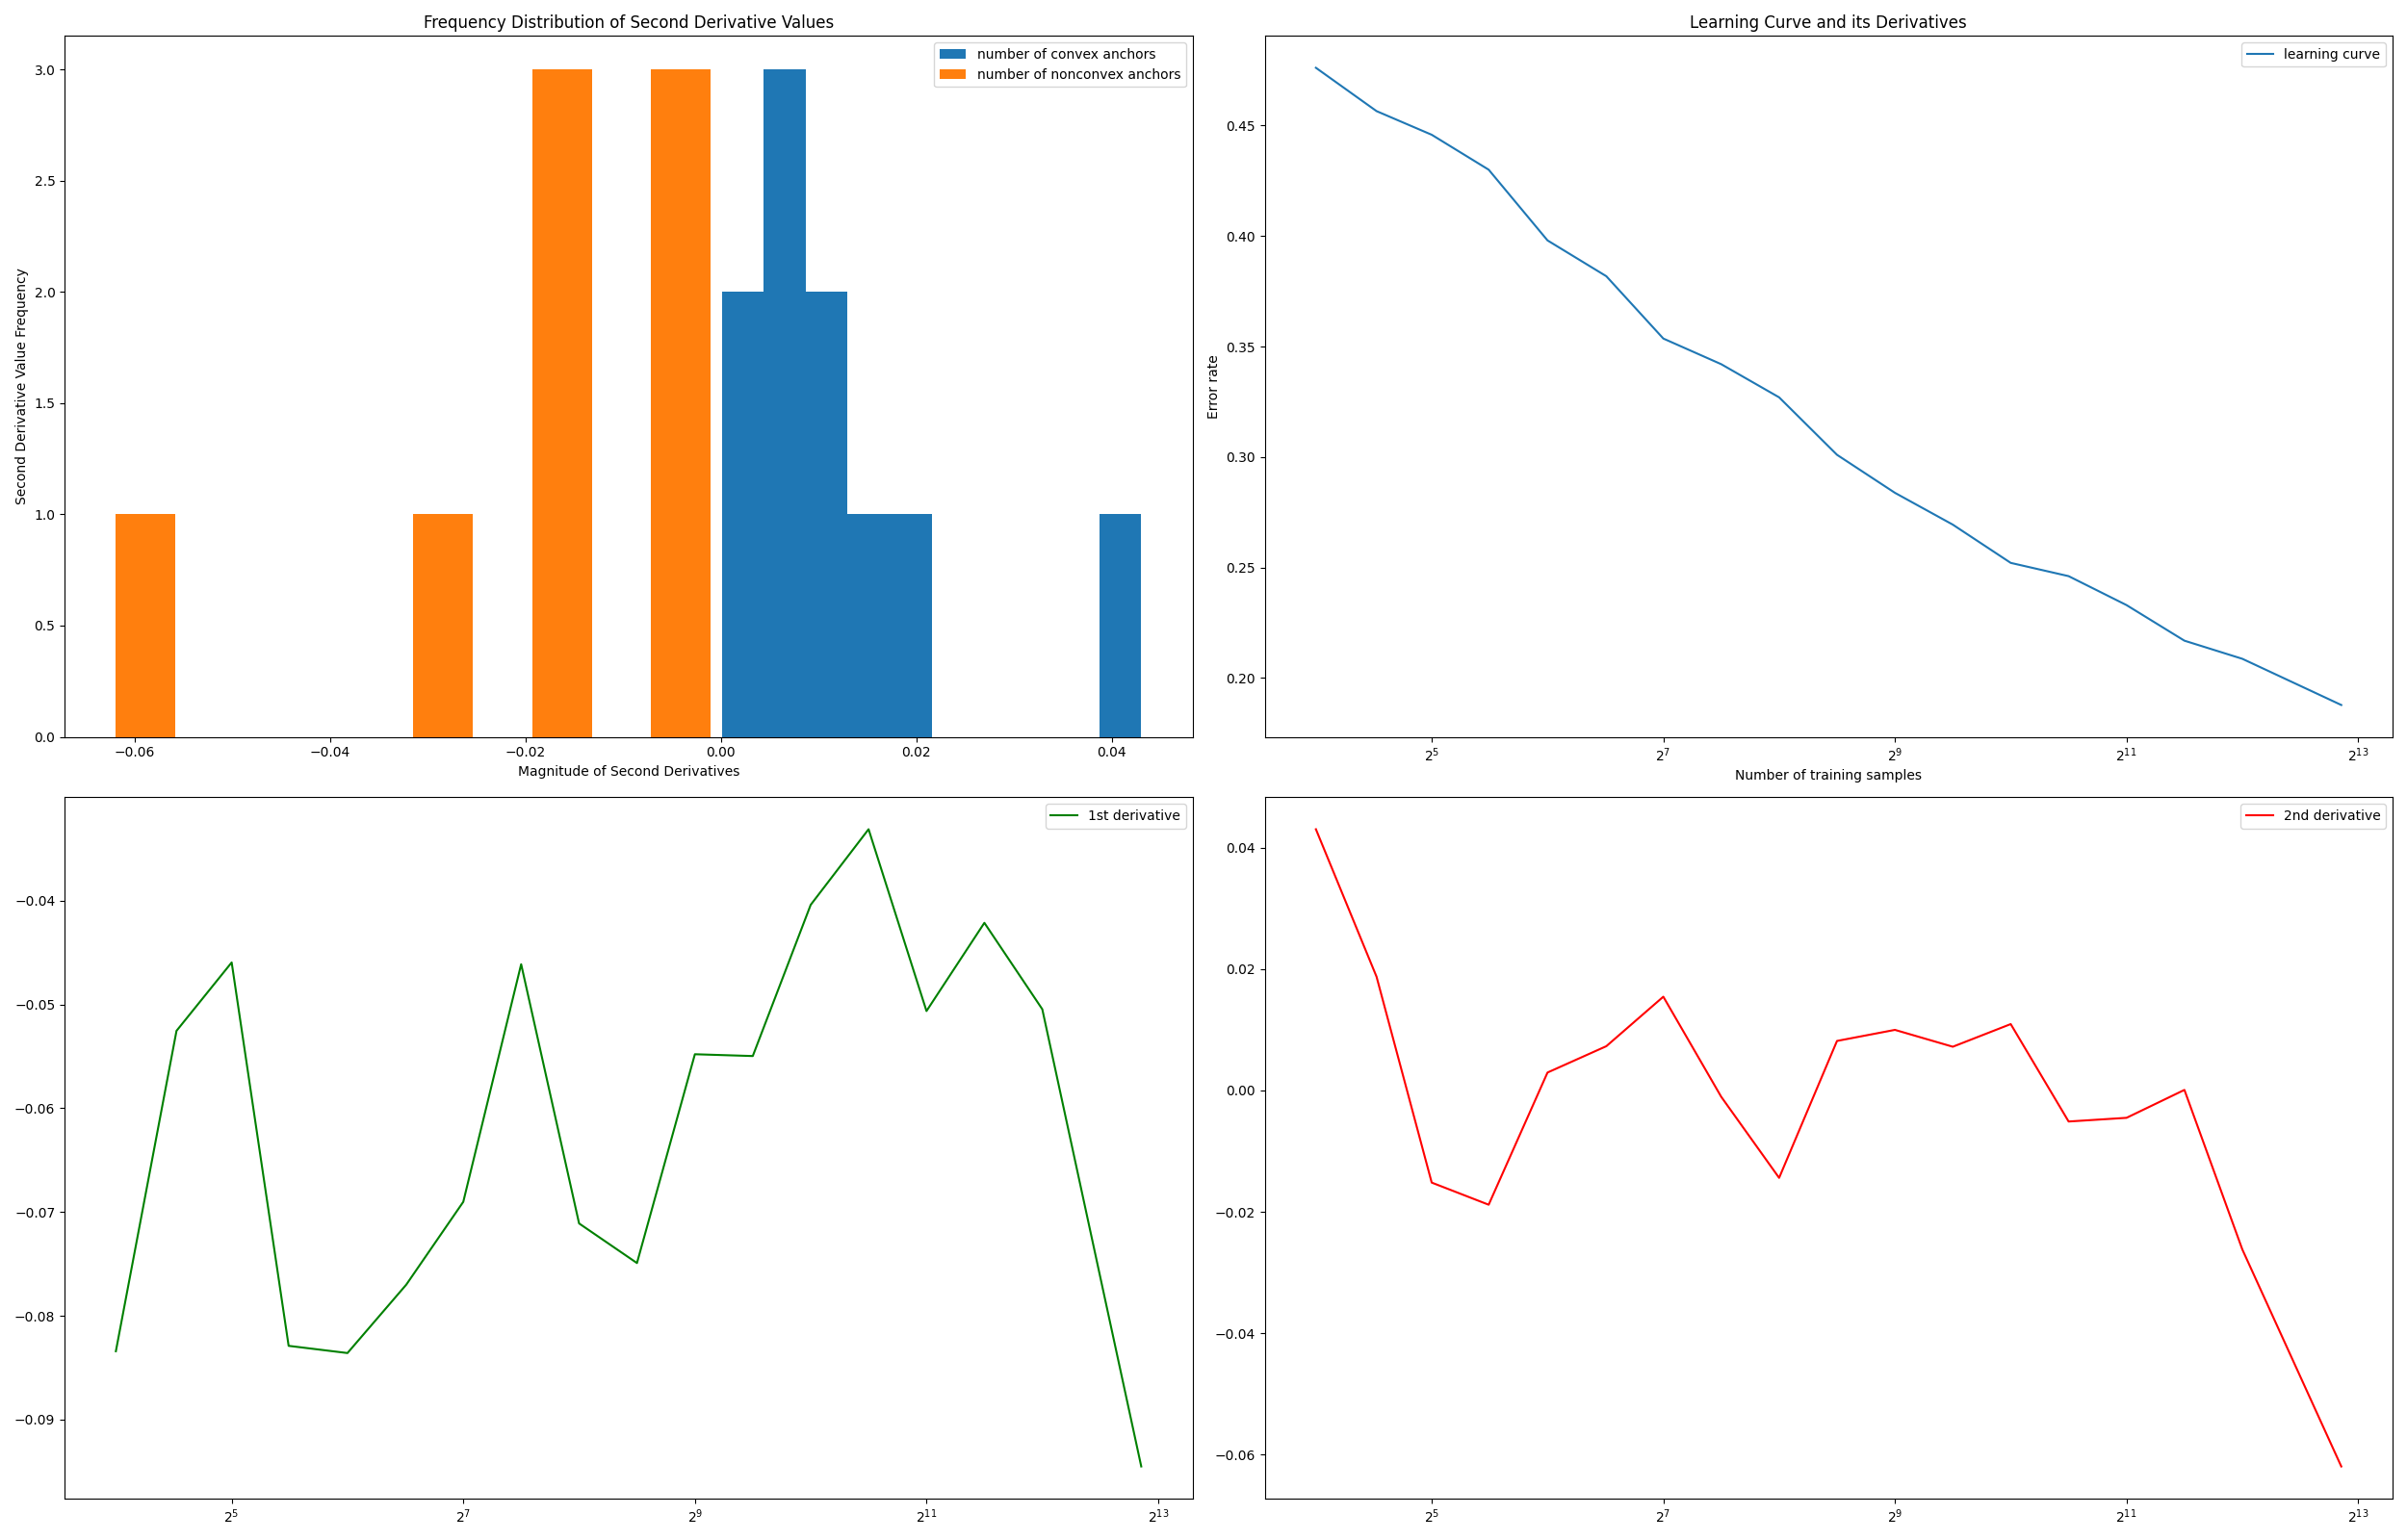 Frequency Distribution of Second Derivative Values
number of convex anchors
number of nonconvex anchors
Second Derivative Value Frequency
3.0
2.5
2.0
1.5
1.0
0.5
0.0
−0.06 −0.04 −0.02 0.00 0.02 0.04
Magnitude of Second Derivatives
Learning Curve and its Derivatives
learning curve
Error rate
0.45
0.40
0.35
0.30
0.25
0.20
2^5 2^7 2^9 2^11 2^13
Number of training samples
1st derivative
−0.04
−0.05
−0.06
−0.07
−0.08
−0.09
2^5 2^7 2^9 2^11 2^13
2nd derivative
0.04
0.02
0.00
−0.02
−0.04
−0.06
2^5 2^7 2^9 2^11 2^13